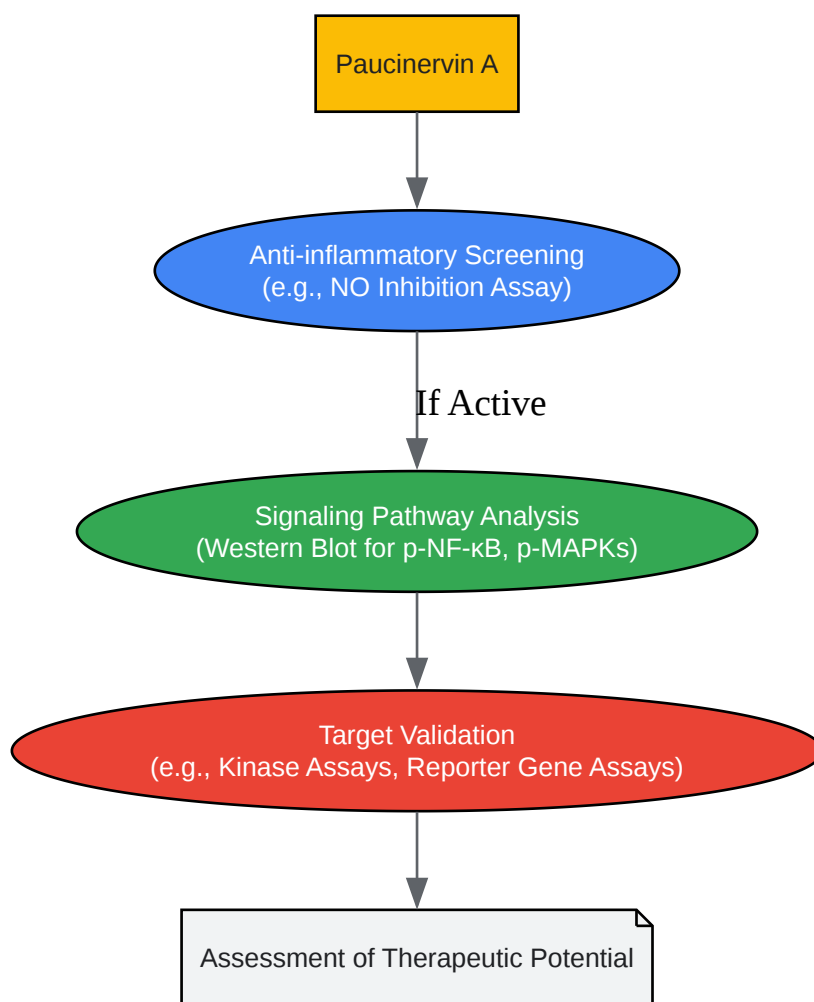 Paucinervin A
Anti-inflammatory Screening
(e.g., NO Inhibition Assay)
If Active
Signaling Pathway Analysis
(Western Blot for p-NF-κB, p-MAPKs)
Target Validation
(e.g., Kinase Assays, Reporter Gene Assays)
Assessment of Therapeutic Potential